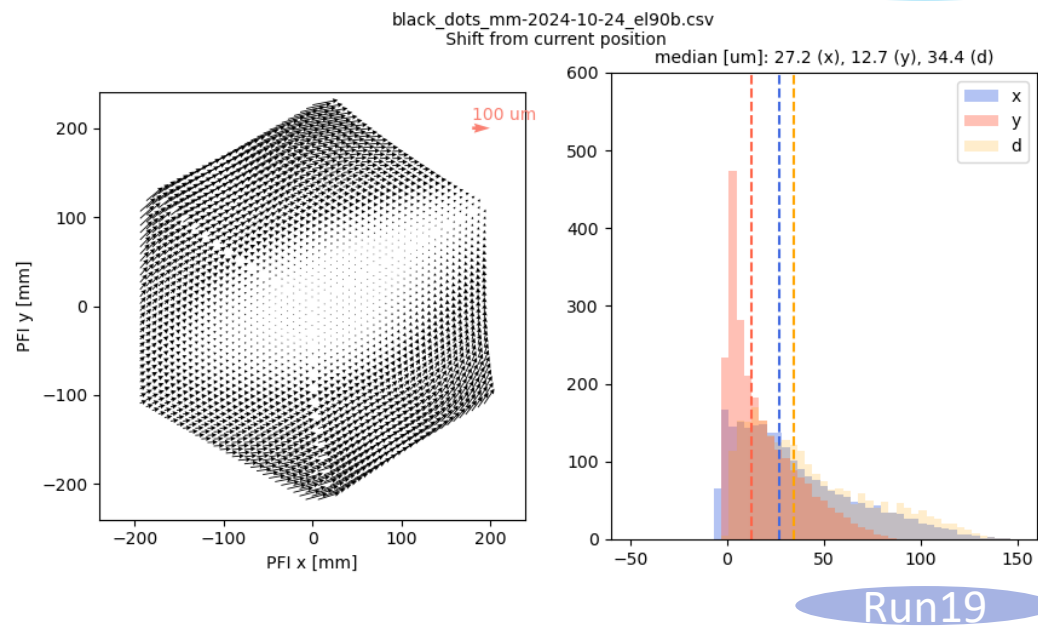 black_dots_mm-2024-10-24_el90b.csv
Shift from current position
median [um]: 27.2 (x), 12.7 (y), 34.4 (d)
100 um
PFI y [mm]
200
100
0
−100
−200
−200
−100
0
100
200
PFI x [mm]
600
500
400
300
200
100
0
−50
0
50
100
150
x
y
d
Run19